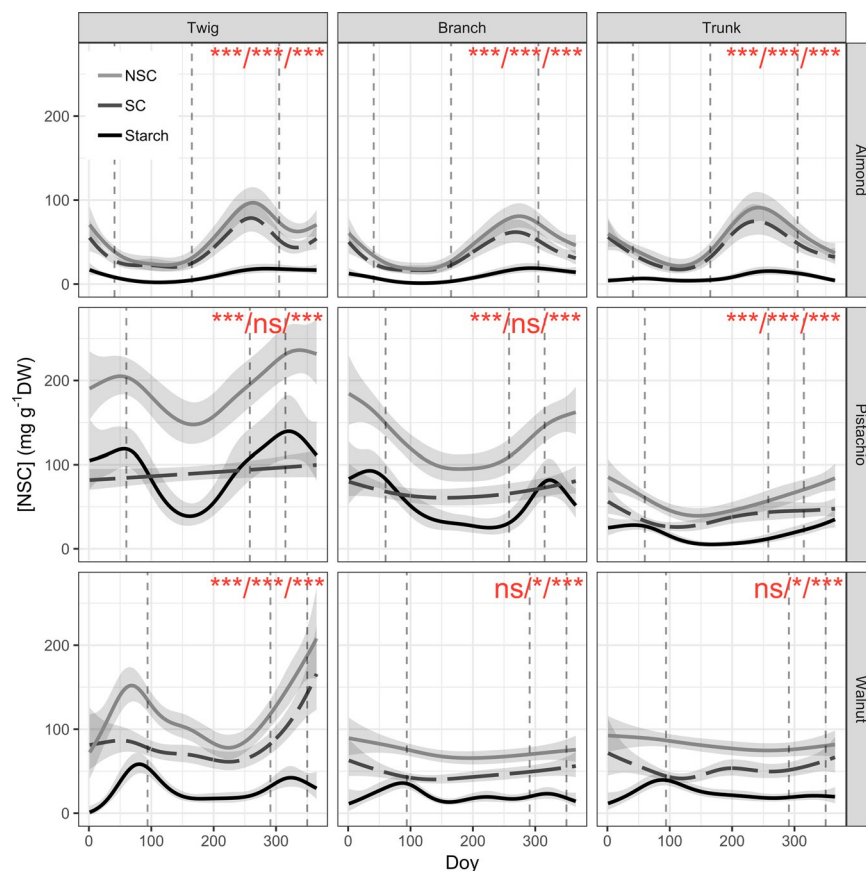 Twig
Branch
Trunk
***/***/***
***/***/***
***/***/***
NSC
SC
Starch
200
100
0
Almond
***/ns/***
***/ns/***
***/***/***
[NSC] (mg g⁻¹DW)
200
100
0
Pistachio
***/***/***
ns/*/***
ns/*/***
200
100
0
Walnut
0 100 200 300
0 100 200 300
0 100 200 300
Doy